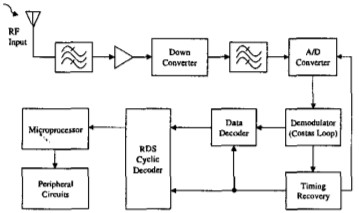 RF
Input
Down
Converter
A/D
Converter
Microprocessor
RDS
Cyclic
Decoder
Data
Decoder
Demodulator
(Costas Loop)
Peripheral
Circuits
Timing
Recovery